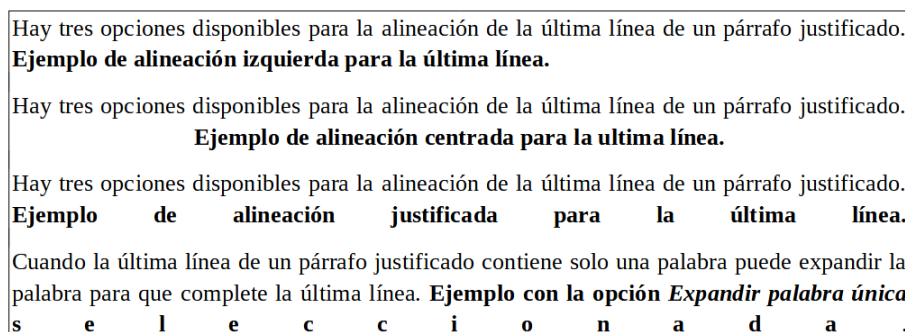 Hay tres opciones disponibles para la alineación de la última línea de un párrafo justificado.
Ejemplo de alineación izquierda para la última línea.
Hay tres opciones disponibles para la alineación de la última línea de un párrafo justificado.
Ejemplo de alineación centrada para la ultima línea.
Hay tres opciones disponibles para la alineación de la última línea de un párrafo justificado.
Ejemplo de alineación justificada para la última línea.
Cuando la última línea de un párrafo justificado contiene solo una palabra puede expandir la
palabra para que complete la última línea. Ejemplo con la opción Expandir palabra única
s e l e c c i o n a d a .